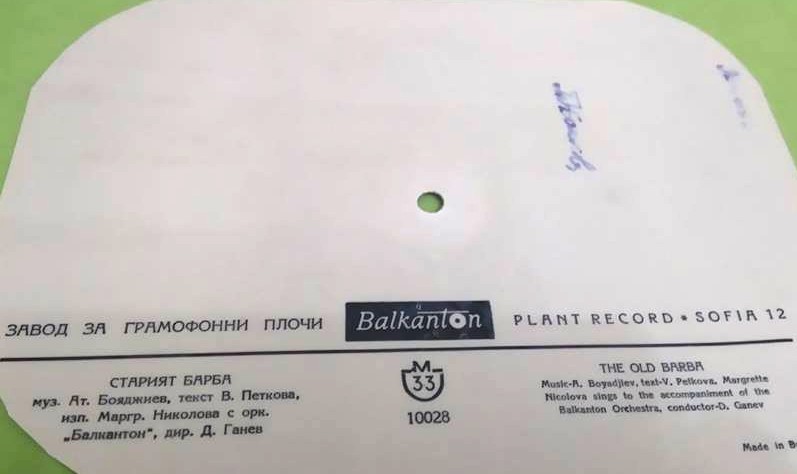 ЗАВОД ЗА ГРАМОФОННИ ПЛОЧИ
Balkanton
PLANT RECORD • SOFIA 12
СТАРИЯТ БАРБА
муз. Ат. Бояджиев, текст В. Петкова,
изп. Маргр. Николова с орк.
„Балкантон“, дир. Д. Ганев
М
33
10028
THE OLD BARBA
Music-A. Boyadjiev, text-V. Petkova, Margrette
Nicolova sings to the accompaniment of the
Balkanton Orchestra, conductor-D. Ganev
Made in